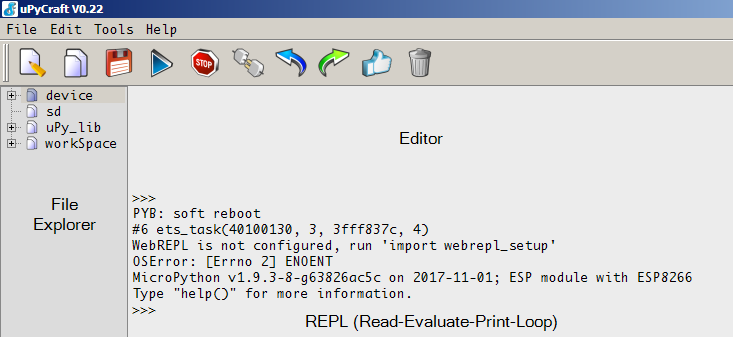 uPyCraft V0.22
File Edit Tools Help
STOP
device
sd
uPy_lib
workSpace
File
Explorer
Editor
>>>
PYB: soft reboot
#6 ets_task(40100130, 3, 3fff837c, 4)
WebREPL is not configured, run 'import webrepl_setup'
OSError: [Errno 2] ENOENT
MicroPython v1.9.3-8-g63826ac5c on 2017-11-01; ESP module with ESP8266
Type "help()" for more information.
>>>
REPL (Read-Evaluate-Print-Loop)